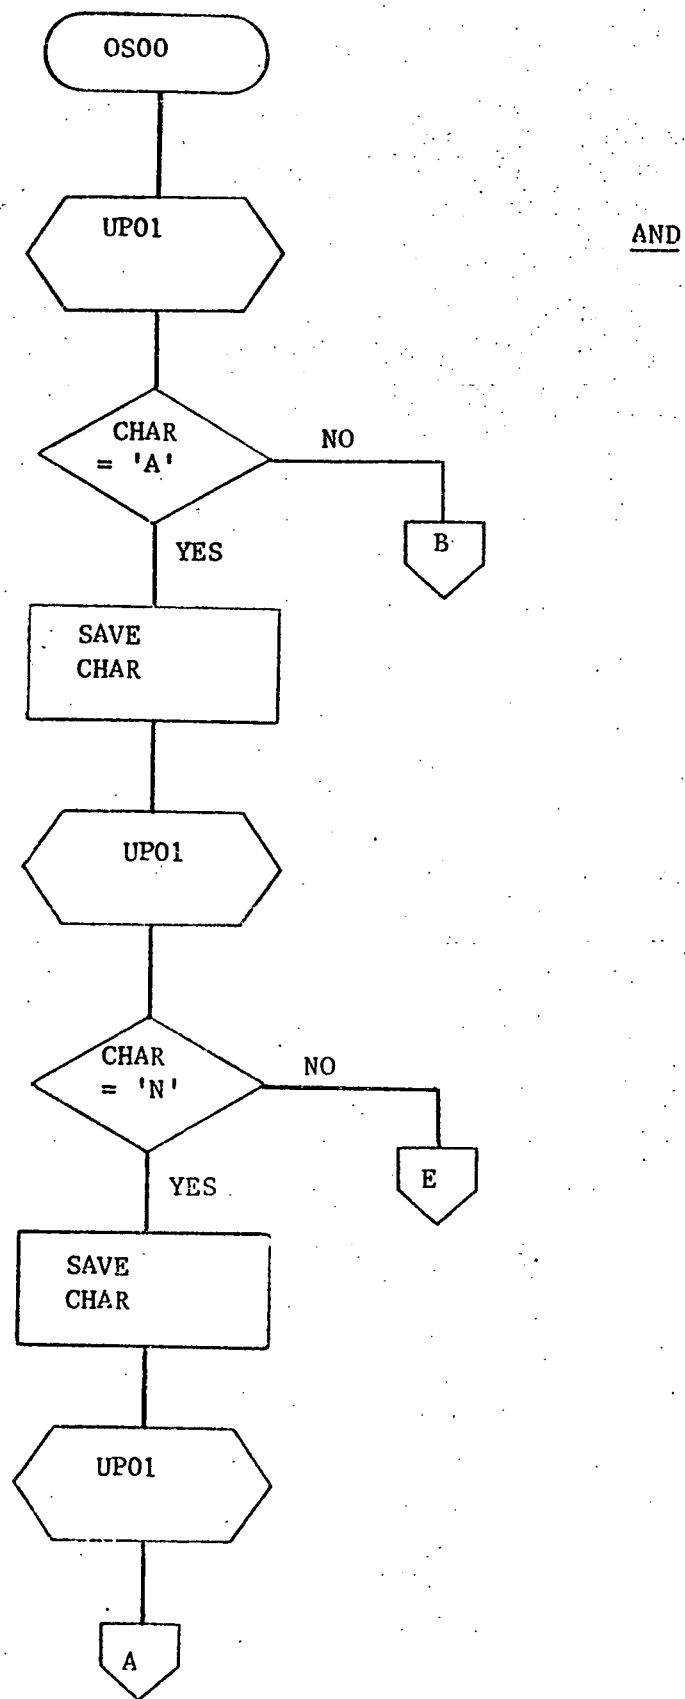 OS00
UP01
AND
CHAR
= 'A'
NO
B
YES
SAVE
CHAR
UP01
CHAR
= 'N'
NO
E
YES
SAVE
CHAR
UP01
A